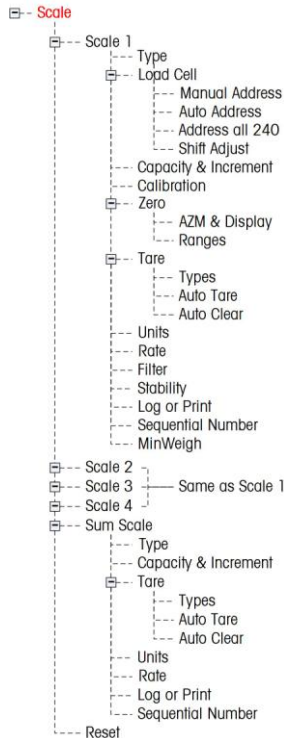 Scale
Scale 1
Type
Load Cell
Manual Address
Auto Address
Address all 240
Shift Adjust
Capacity & Increment
Calibration
Zero
AZM & Display
Ranges
Tare
Types
Auto Tare
Auto Clear
Units
Rate
Filter
Stability
Log or Print
Sequential Number
MinWeigh
Scale 2
Scale 3 Same as Scale 1
Scale 4
Sum Scale
Type
Capacity & Increment
Tare
Types
Auto Tare
Auto Clear
Units
Rate
Log or Print
Sequential Number
Reset